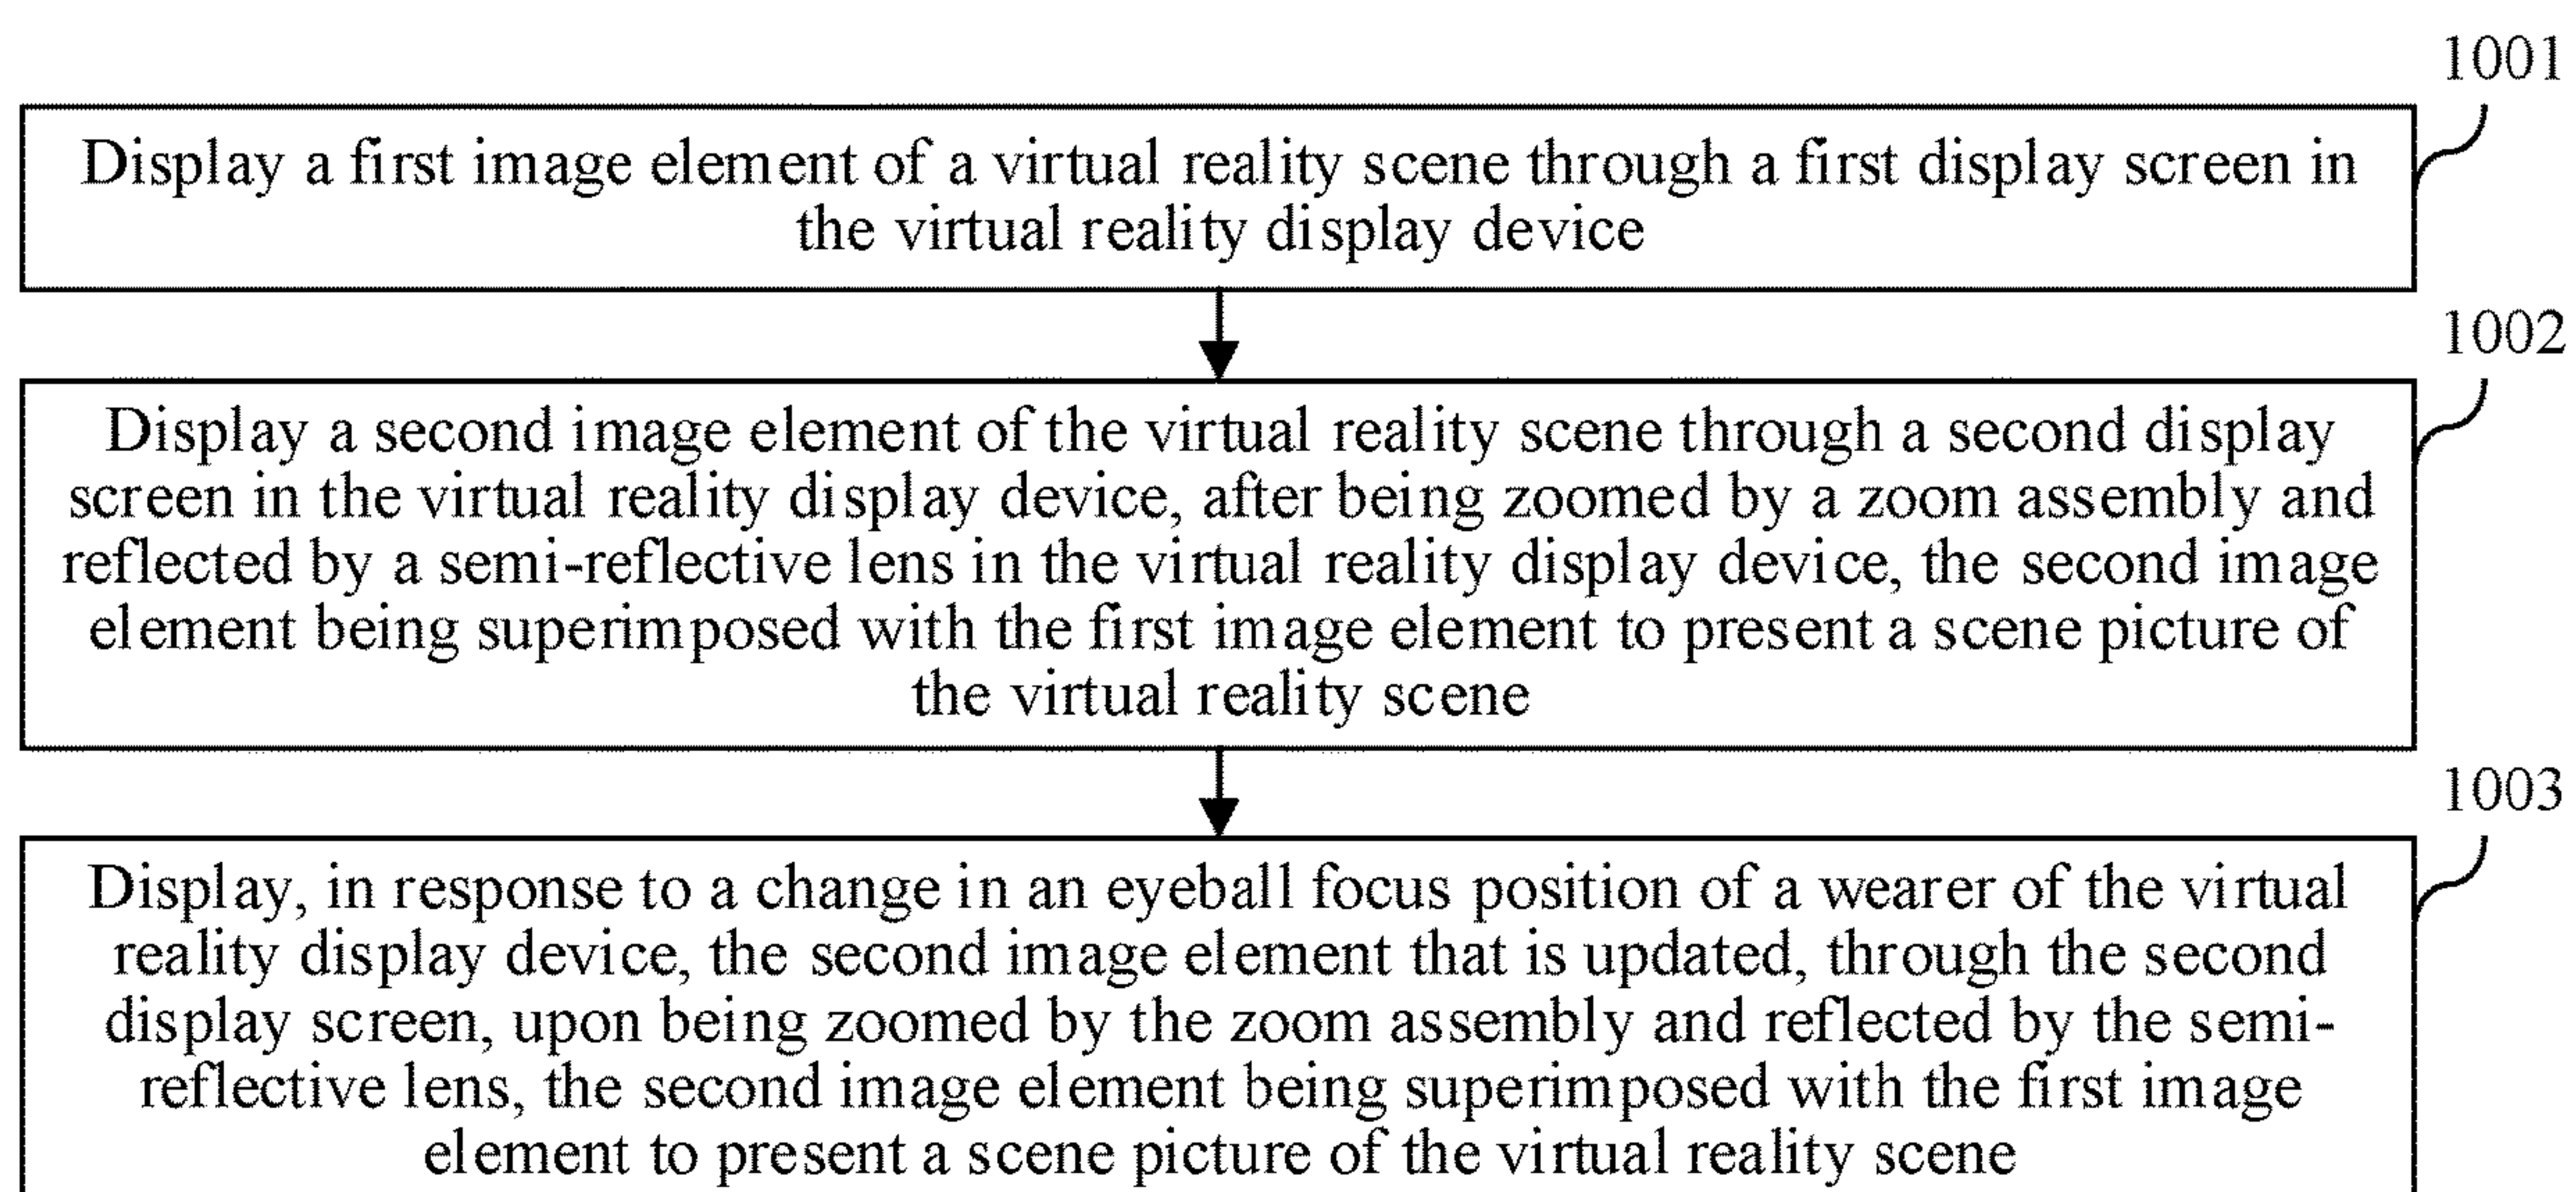 1001
Display a first image element of a virtual reality scene through a first display screen in
the virtual reality display device
1002
Display a second image element of the virtual reality scene through a second display
screen in the virtual reality display device, after being zoomed by a zoom assembly and
reflected by a semi-reflective lens in the virtual reality display device, the second image
element being superimposed with the first image element to present a scene picture of
the virtual reality scene
1003
Display, in response to a change in an eyeball focus position of a wearer of the virtual
reality display device, the second image element that is updated, through the second
display screen, upon being zoomed by the zoom assembly and reflected by the semi-
reflective lens, the second image element being superimposed with the first image
element to present a scene picture of the virtual reality scene